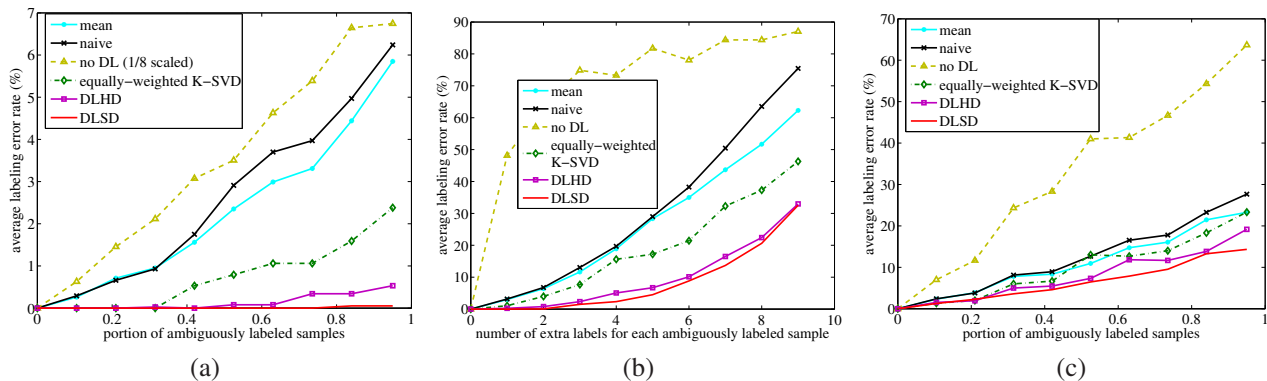 7
6
5
4
3
2
1
0
0
0.2
0.4
0.6
0.8
1
average labeling error rate (%)
portion of ambiguously labeled samples
mean
naive
no DL (1/8 scaled)
equally-weighted K-SVD
DLHD
DLSD
(a)
90
80
70
60
50
40
30
20
10
0
0
2
4
6
8
10
average labeling error rate (%)
number of extra labels for each ambiguously labeled sample
mean
naive
no DL
equally-weighted
K-SVD
DLHD
DLSD
(b)
70
60
50
40
30
20
10
0
0
0.2
0.4
0.6
0.8
1
average labeling error rate (%)
portion of ambiguously labeled samples
mean
naive
no DL
equally-weighted K-SVD
DLHD
DLSD
(c)